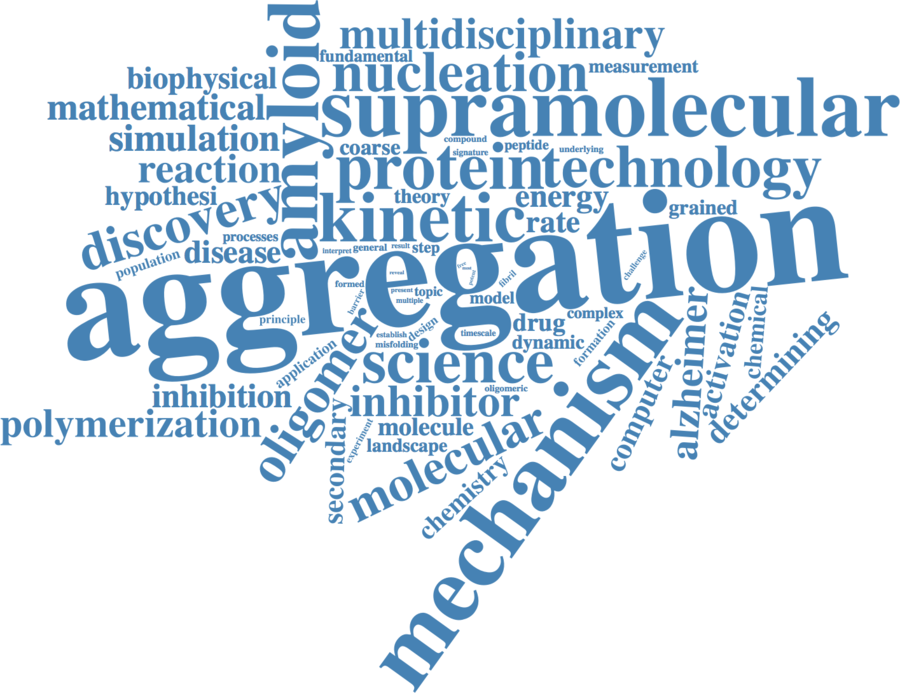 multidisciplinary
fundamental
amyloid
nucleation
measurement
biophysical
mathematical
supramolecular
simulation
compound
coarse
signature
peptide
underlying
reaction
protein
technology
hypothesi
theory
energy
grained
discovery
kinetic
rate
processes
disease
interpret
general
result
step
population
aggregation
reveal
fibril
challenge
formed
present
topic
barrier
multiple
model
principle
complex
establish
design
timescale
drug
formation
misfolding
dynamic
application
oligomer
science
mechanism
alzheimer
activation
chemical
determining
computer
inhibition
oligomeric
inhibitor
polymerization
secondary
experiment
molecule
landscape
molecular
chemistry